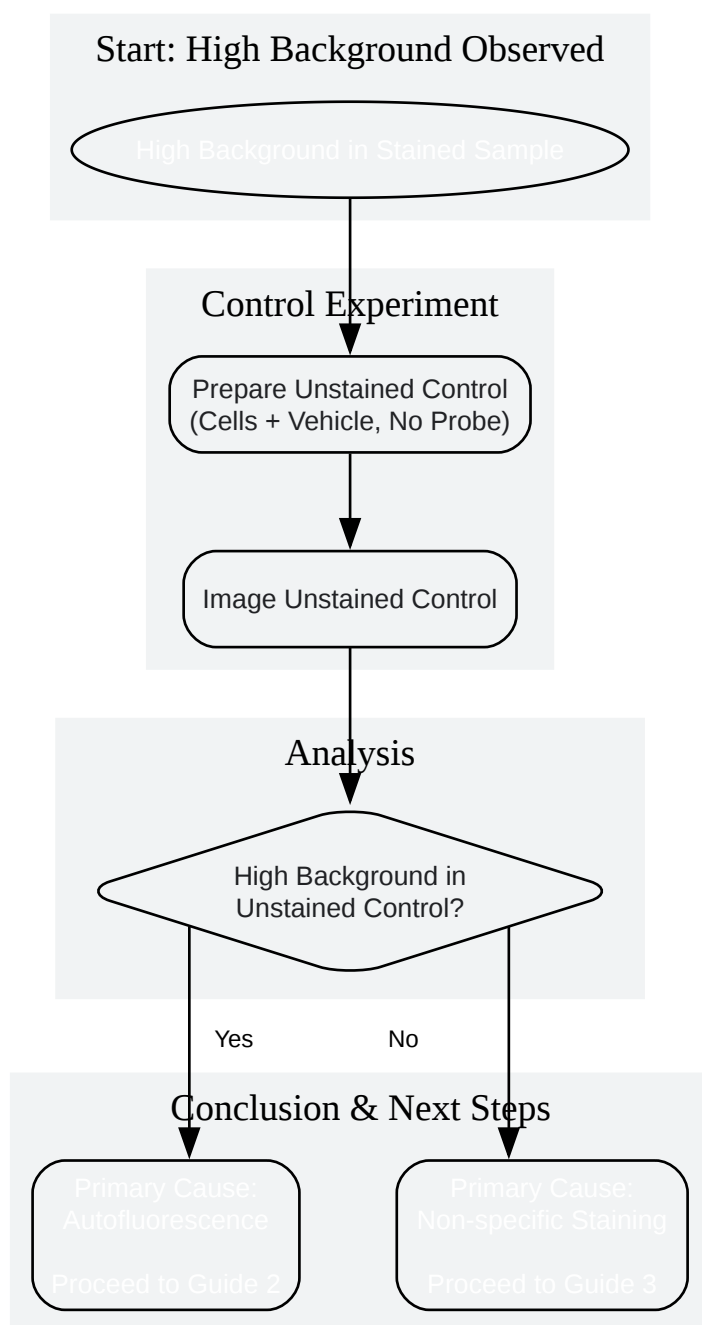 Start: High Background Observed
High Background in Stained Sample
Control Experiment
Prepare Unstained Control
(Cells + Vehicle, No Probe)
Image Unstained Control
Analysis
High Background in
Unstained Control?
Yes
No
Conclusion & Next Steps
Primary Cause:
Autofluorescence
Proceed to Guide 2
Primary Cause:
Non-specific Staining
Proceed to Guide 3